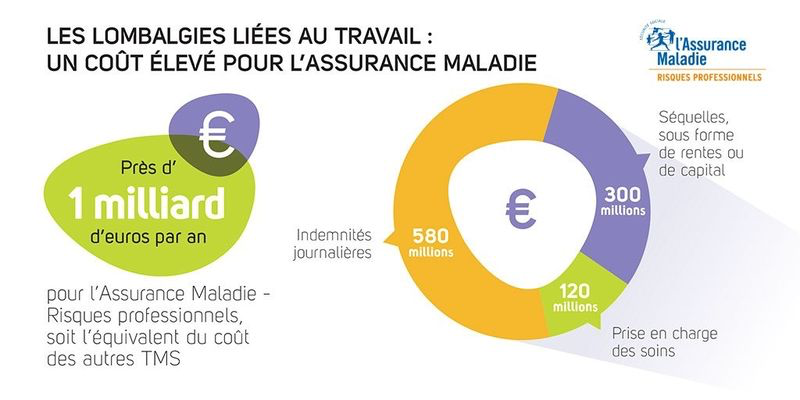 LES LOMBALGIES LIÉES AU TRAVAIL :
UN COÛT ÉLEVÉ POUR L'ASSURANCE MALADIE
SÉCURITÉ SOCIALE
l'Assurance
Maladie
RISQUES PROFESSIONNELS
€
Près d'
1 milliard
d'euros par an
pour l'Assurance Maladie -
Risques professionnels,
soit l'équivalent du coût
des autres TMS
Indemnités
journalières
580
millions
€
Séquelles,
sous forme
de rentes ou
de capital
300
millions
120
millions
Prise en charge
des soins